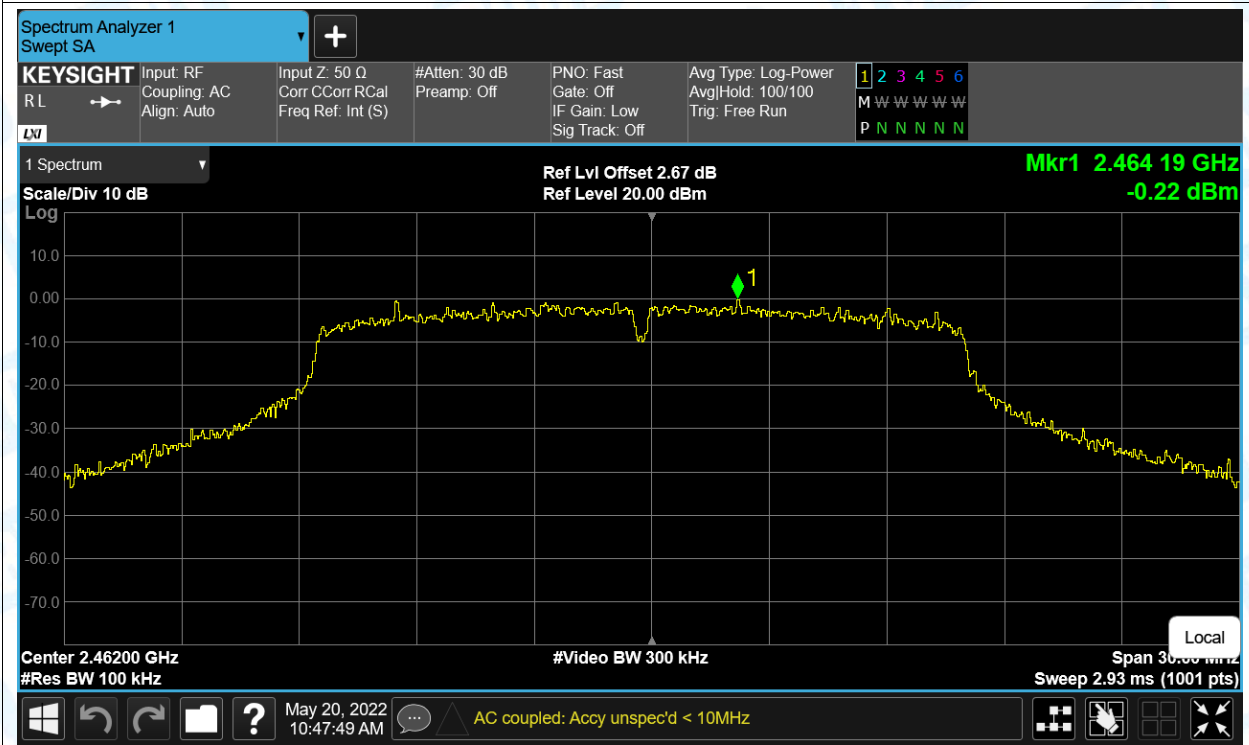 Spectrum Analyzer 1
Swept SA
KEYSIGHT
R L
LXI
Input: RF
Coupling: AC
Align: Auto
Input Z: 50 Ω
Corr CCorr RCal
Freq Ref: Int (S)
#Atten: 30 dB
Preamp: Off
PNO: Fast
Gate: Off
IF Gain: Low
Sig Track: Off
Avg Type: Log-Power
Avg|Hold: 100/100
Trig: Free Run
1 2 3 4 5 6
M W W W W W
P N N N N N
1 Spectrum
Scale/Div 10 dB
Log
Ref Lvl Offset 2.67 dB
Ref Level 20.00 dBm
Mkr1 2.464 19 GHz
-0.22 dBm
1
10.0
0.00
-10.0
-20.0
-30.0
-40.0
-50.0
-60.0
-70.0
Local
Center 2.46200 GHz
#Res BW 100 kHz
#Video BW 300 kHz
Span 30.00 MHz
Sweep 2.93 ms (1001 pts)
?
May 20, 2022
10:47:49 AM
AC coupled: Accy unspec'd < 10MHz